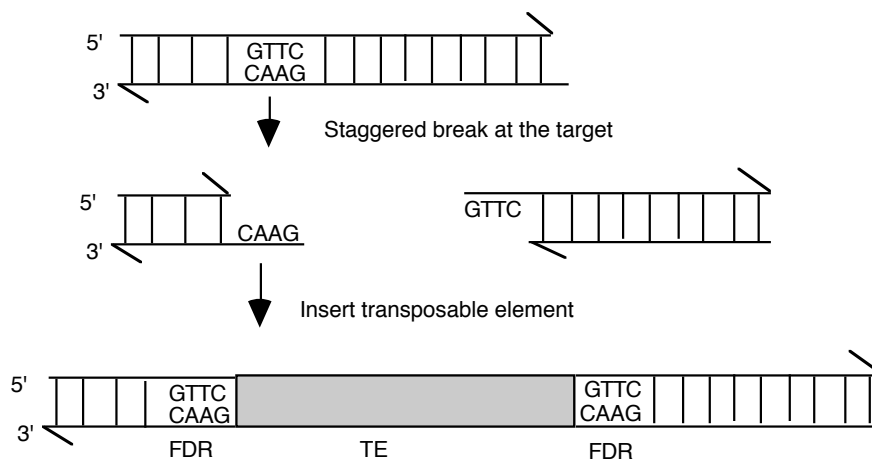 5'
GTTC
CAAG
3'
Staggered break at the target
5'
CAAG
3'
GTTC
Insert transposable element
5'
GTTC
CAAG
GTTC
CAAG
3'
FDR TE FDR